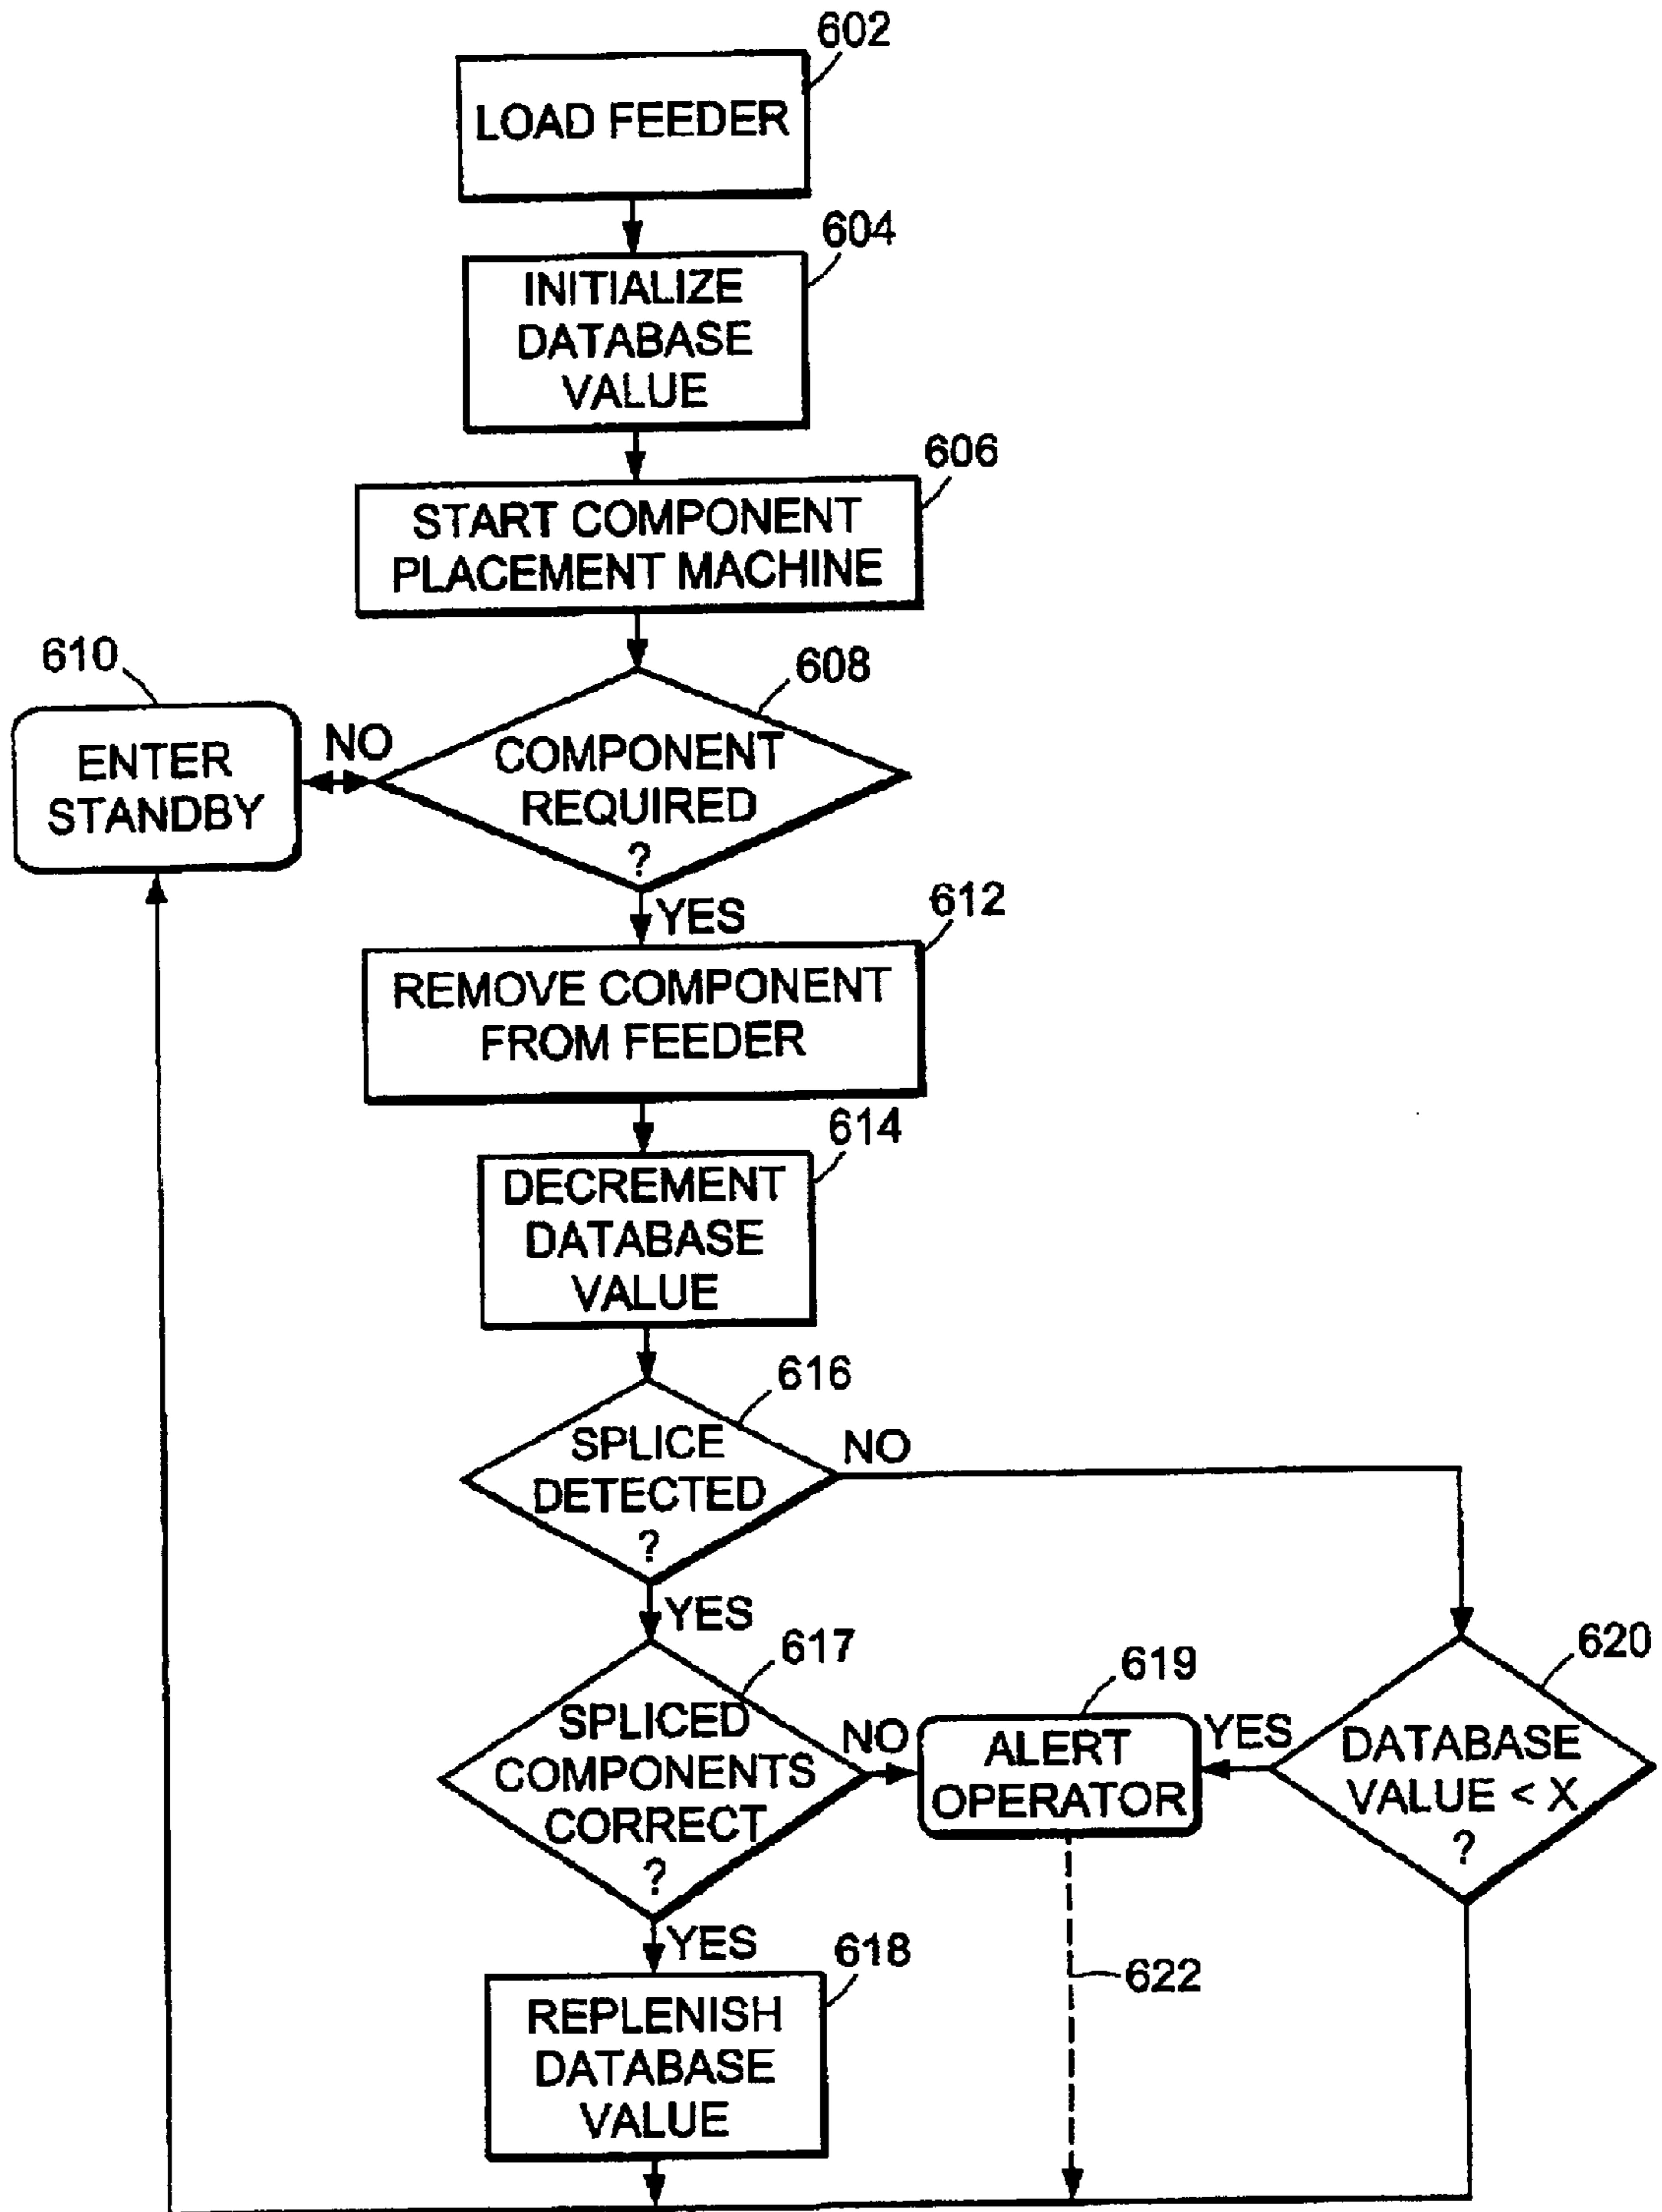 602
LOAD FEEDER
604
INITIALIZE
DATABASE
VALUE
606
START COMPONENT
PLACEMENT MACHINE
610
608
ENTER
STANDBY
NO
COMPONENT
REQUIRED
?
YES
612
REMOVE COMPONENT
FROM FEEDER
614
DECREMENT
DATABASE
VALUE
616
SPLICE
DETECTED
?
NO
YES
617
SPLICED
COMPONENTS
CORRECT
?
NO
619
ALERT
OPERATOR
YES
620
DATABASE
VALUE < X
?
YES
618
622
REPLENISH
DATABASE
VALUE